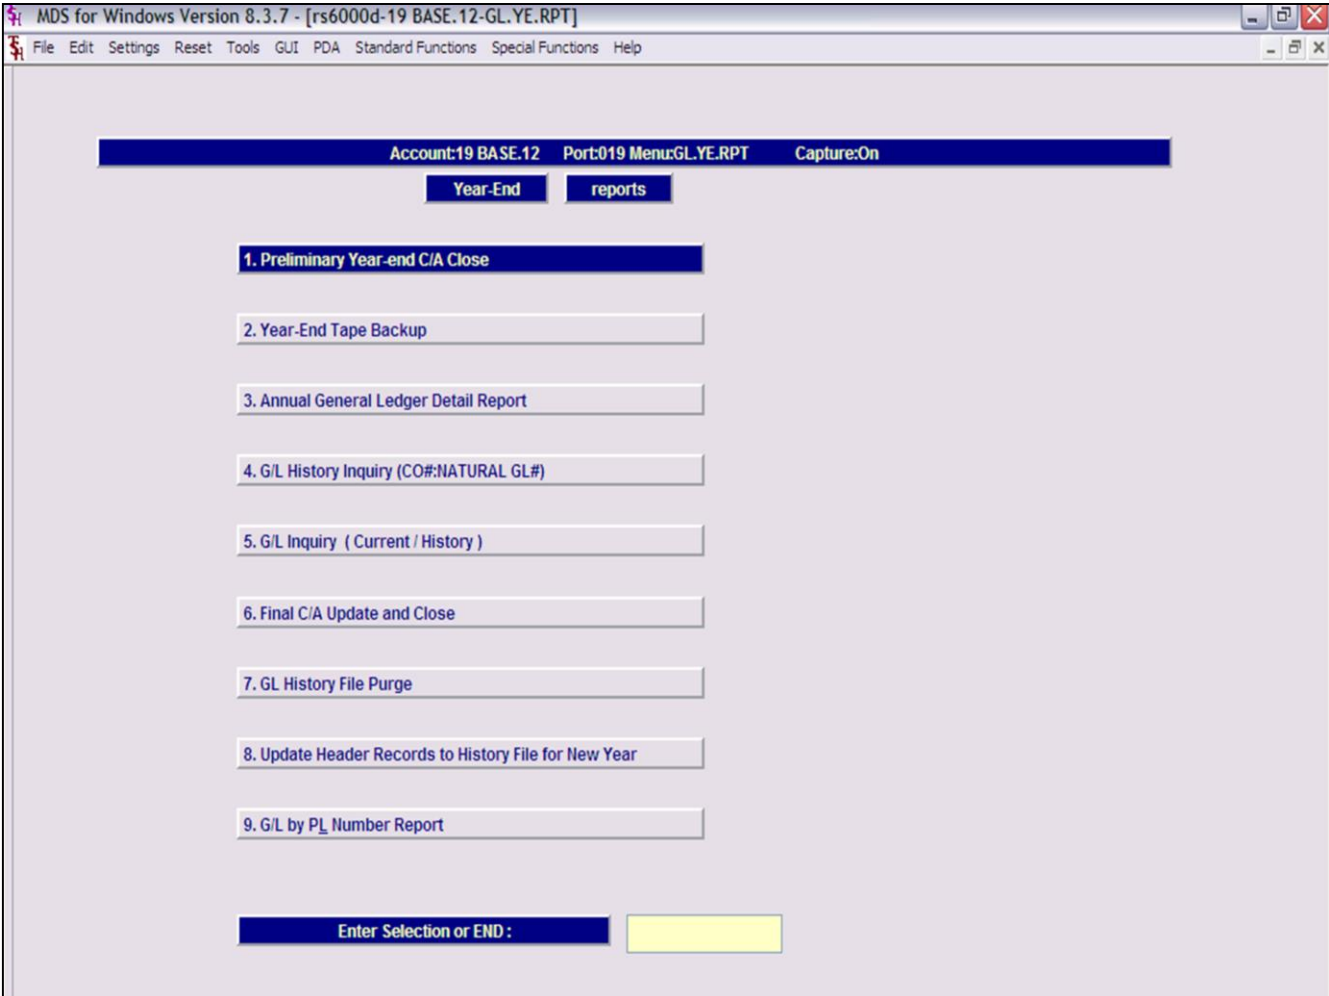 MDS for Windows Version 8.3.7 - [rs6000d-19 BASE.12-GL.YE.RPT]
File Edit Settings Reset Tools GUI PDA Standard Functions Special Functions Help
Account:19 BASE.12 Port:019 Menu:GL.YE.RPT Capture:On
Year-End reports
1. Preliminary Year-end C/A Close
2. Year-End Tape Backup
3. Annual General Ledger Detail Report
4. G/L History Inquiry (CO#:NATURAL GL#)
5. G/L Inquiry ( Current / History )
6. Final C/A Update and Close
7. GL History File Purge
8. Update Header Records to History File for New Year
9. G/L by PL Number Report
Enter Selection or END :